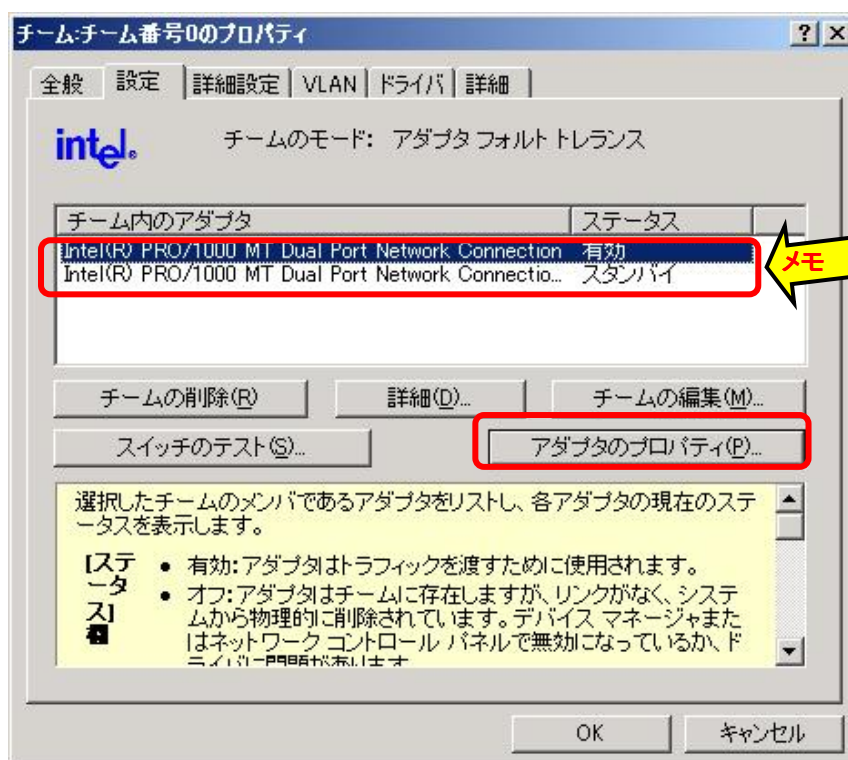 チーム:チーム番号0のプロパティ
? ×
全般 設定 詳細設定 VLAN ドライバ 詳細
intel. チームのモード: アダプタ フォルト トレランス
チーム内のアダプタ ステータス
Intel(R) PRO/1000 MT Dual Port Network Connection 有効
Intel(R) PRO/1000 MT Dual Port Network Connectio... スタンバイ
メモ
チームの削除(R) 詳細(D)... チームの編集(M)...
スイッチのテスト(S)... アダプタのプロパティ(P)...
選択したチームのメンバであるアダプタをリストし、各アダプタの現在のステ
ータスを表示します。
[ステ
ータ
ス]
● 有効:アダプタはトラフィックを渡すために使用されます。
● オフ:アダプタはチームに存在しますが、リンクがなく、システ
ムから物理的に削除されています。デバイス マネージャまた
はネットワーク コントロール パネルで無効になっているか、ド
ライバに問題があります
OK キャンセル